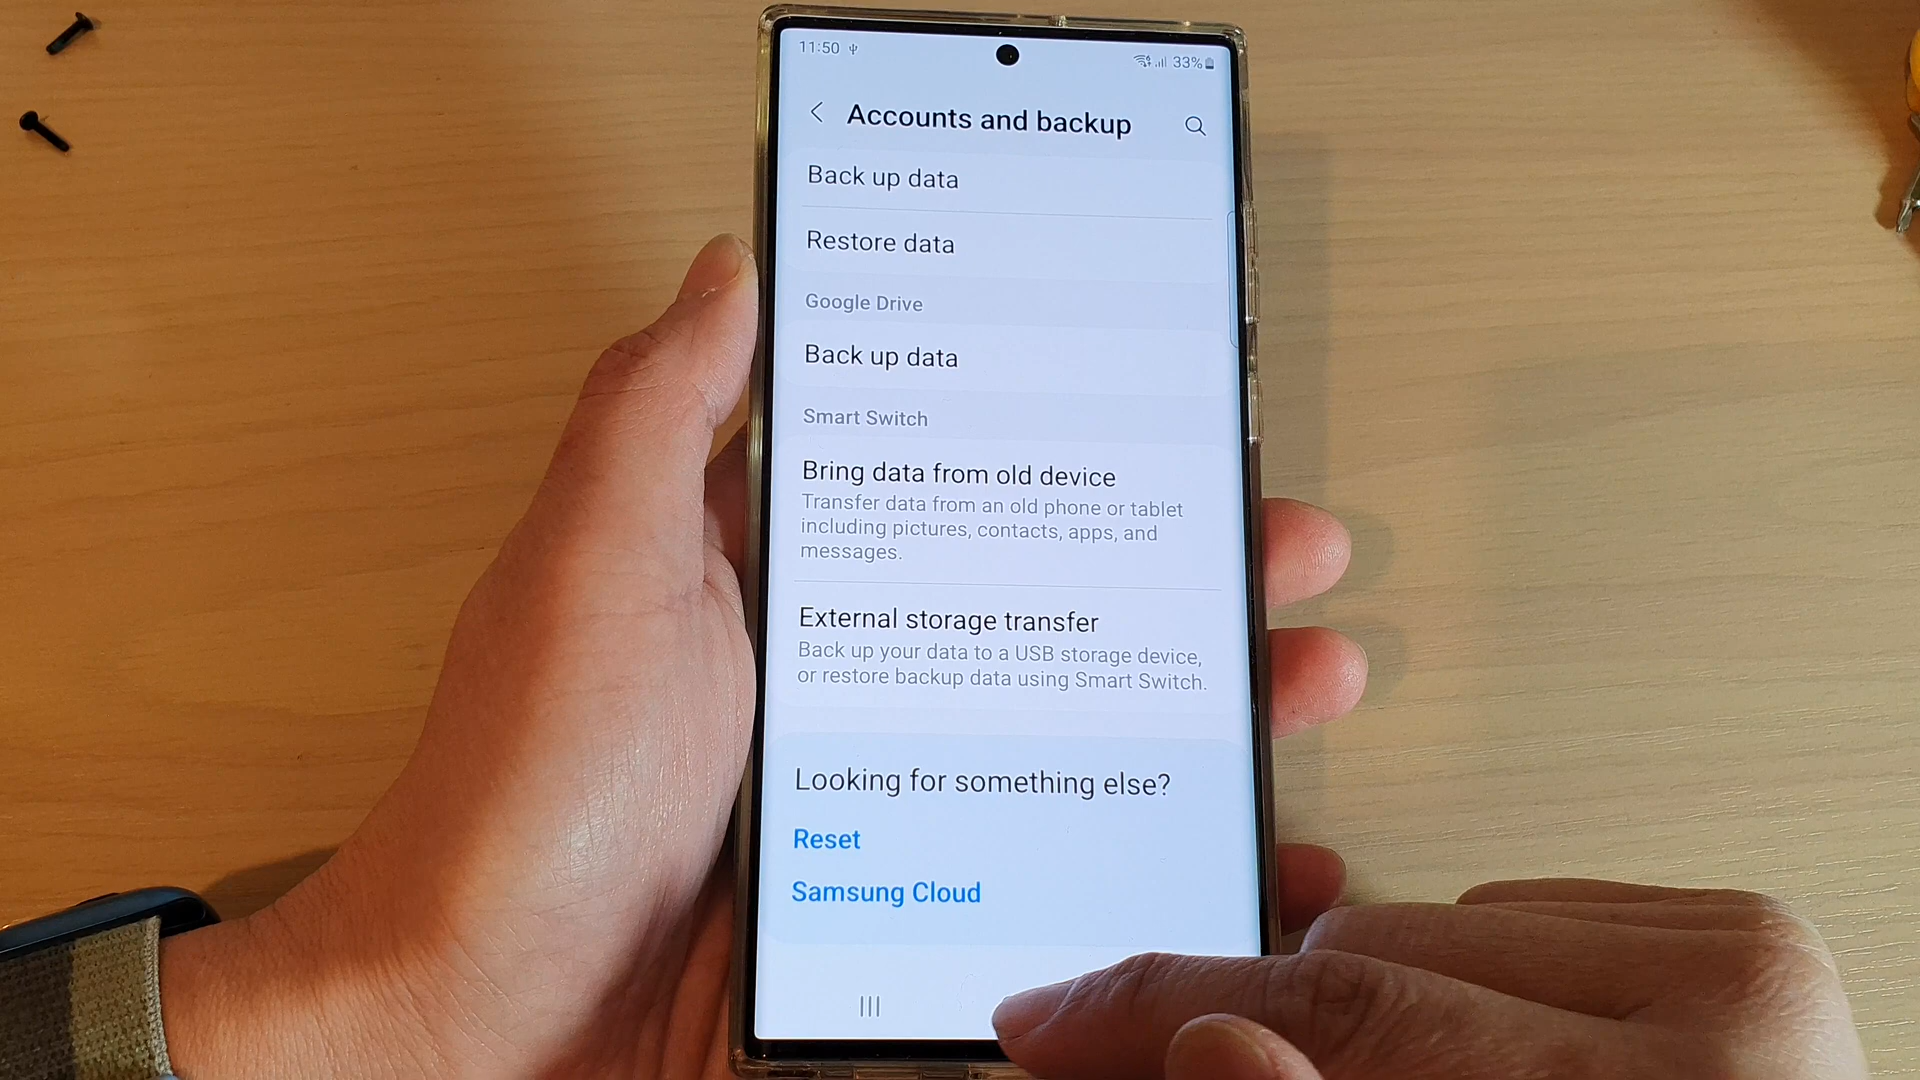 11:50
33%
Accounts and backup
Back up data
Restore data
Google Drive
Back up data
Smart Switch
Bring data from old device
Transfer data from an old phone or tablet
including pictures, contacts, apps, and
messages.
External storage transfer
Back up your data to a USB storage device,
or restore backup data using Smart Switch.
Looking for something else?
Reset
Samsung Cloud